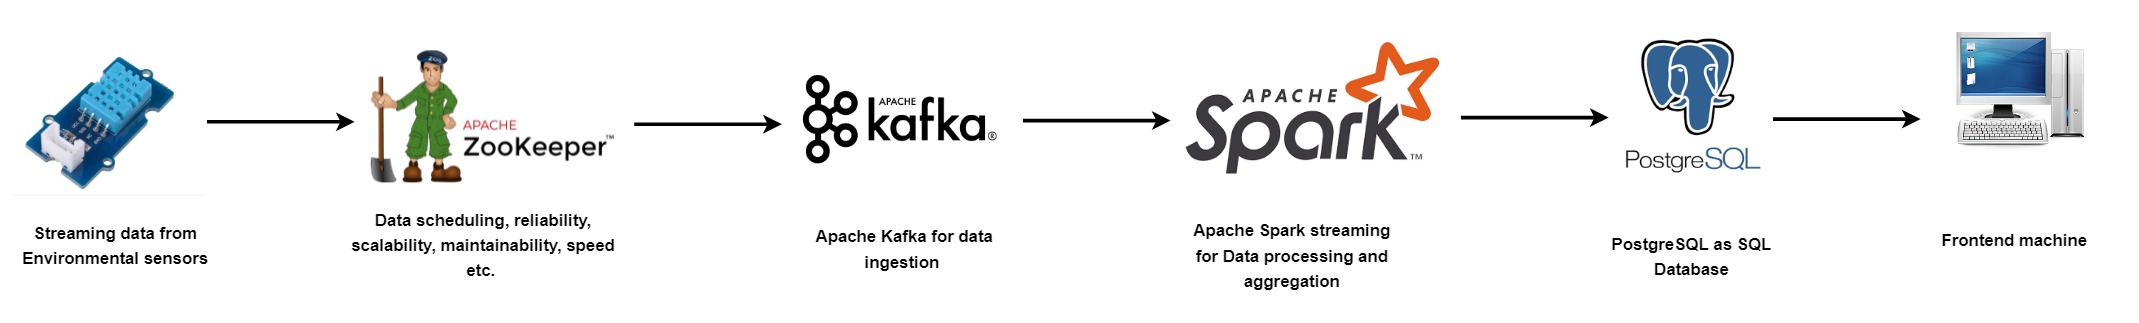 ZOO
APACHE
ZooKeeper™
APACHE
kafka®
APACHE
Spark™
PostgreSQL
Streaming data from
Environmental sensors
Data scheduling, reliability,
scalability, maintainability, speed
etc.
Apache Kafka for data
ingestion
Apache Spark streaming
for Data processing and
aggregation
PostgreSQL as SQL
Database
Frontend machine